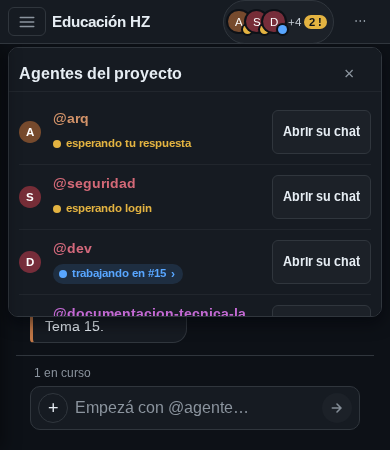 Educación HZ
A S D +4 2 !
...
Agentes del proyecto
×
A
@arq
esperando tu respuesta
Abrir su chat
S
@seguridad
esperando login
Abrir su chat
D
@dev
trabajando en #15 ›
Abrir su chat
@documentacion-tecnica-la
Tema 15.
1 en curso
+ Empezá con @agente… →